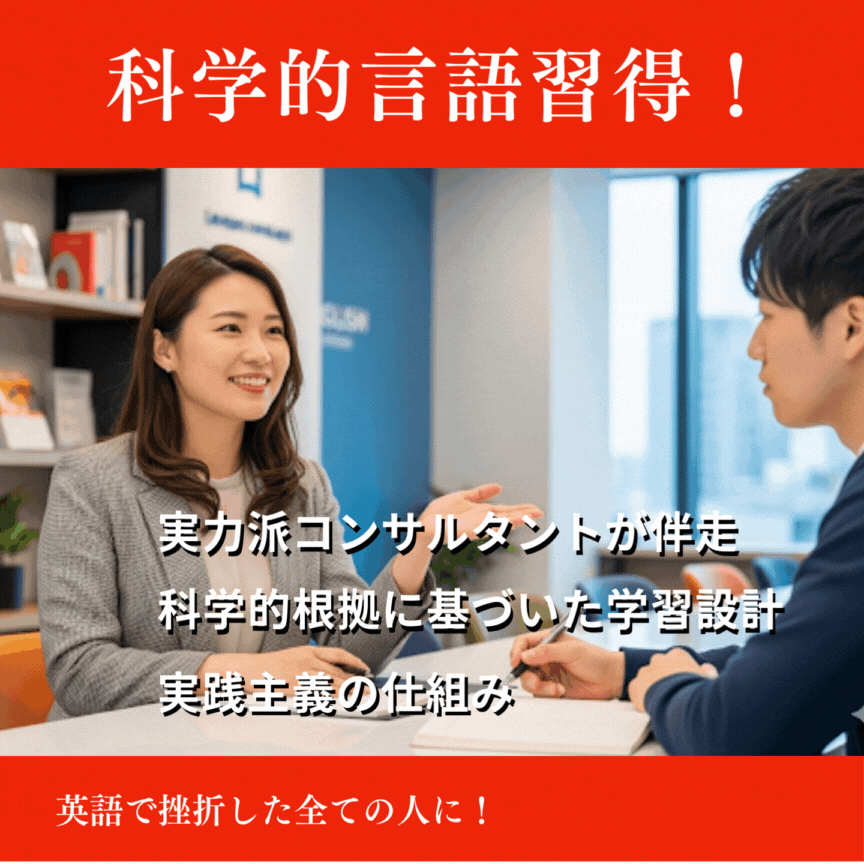 科学的言語習得！
実力派コンサルタントが伴走
科学的根拠に基づいた学習設計
実践主義の仕組み
英語で挫折した全ての人に！